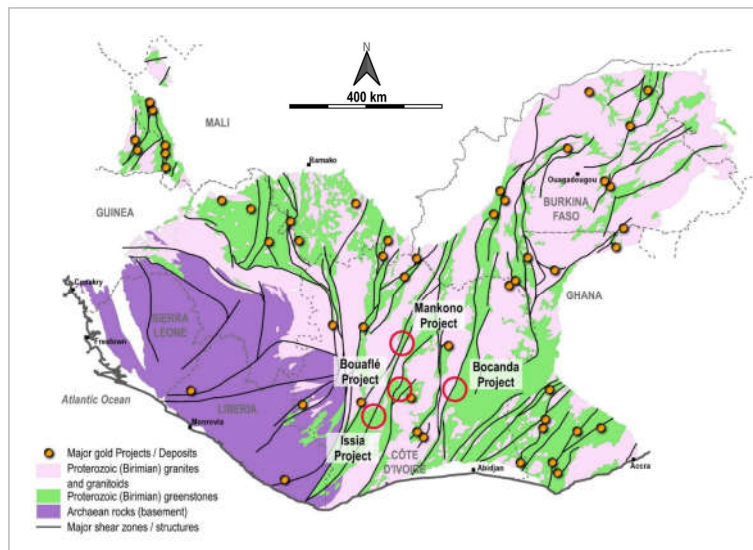 N
400 km
MALI
Bamako
Ouagadougou
BURKINA
FASO
GUINEA
GHANA
Conakry
SIERRA
LEONE
Freetown
Mankono
Project
Bouaflé
Project
Bocanda
Project
Atlantic Ocean
LIBERIA
Monrovia
Issia
Project
CÔTE
D'IVOIRE
Abidjan
Accra
Major gold Projects / Deposits
Proterozoic (Birimian) granites
and granitoids
Proterozoic (Birimian) greenstones
Archaean rocks (basement)
Major shear zones / structures